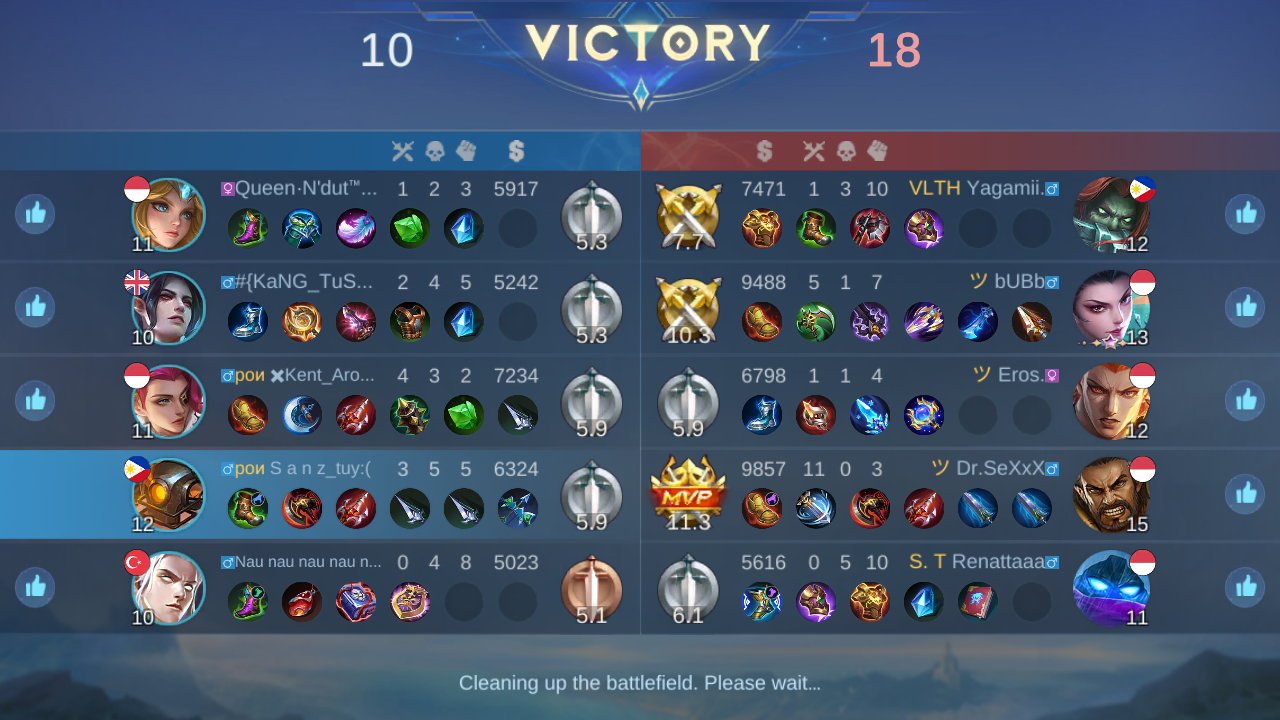 10 VICTORY 18
♀Queen·N'dut™... 1 2 3 5917
11 5.3
7471 1 3 10 VLTH Yagamii.♂
7.7 12
♂#{KaNG_TuS... 2 4 5 5242
10 5.3
9488 5 1 7 ツ bUBb♂
10.3 13
♂рои ✖Kent_Aro... 4 3 2 7234
11 5.9
6798 1 1 4 ツ Eros.♀
5.9 12
♂рои S a n z_tuy:( 3 5 5 6324
12 5.9
9857 11 0 3 ツ Dr.SeXxX♂
MVP
11.3 15
♂Nau nau nau nau n... 0 4 8 5023
10 5.1
5616 0 5 10 S. T Renattaaa♂
6.1 11
Cleaning up the battlefield. Please wait...